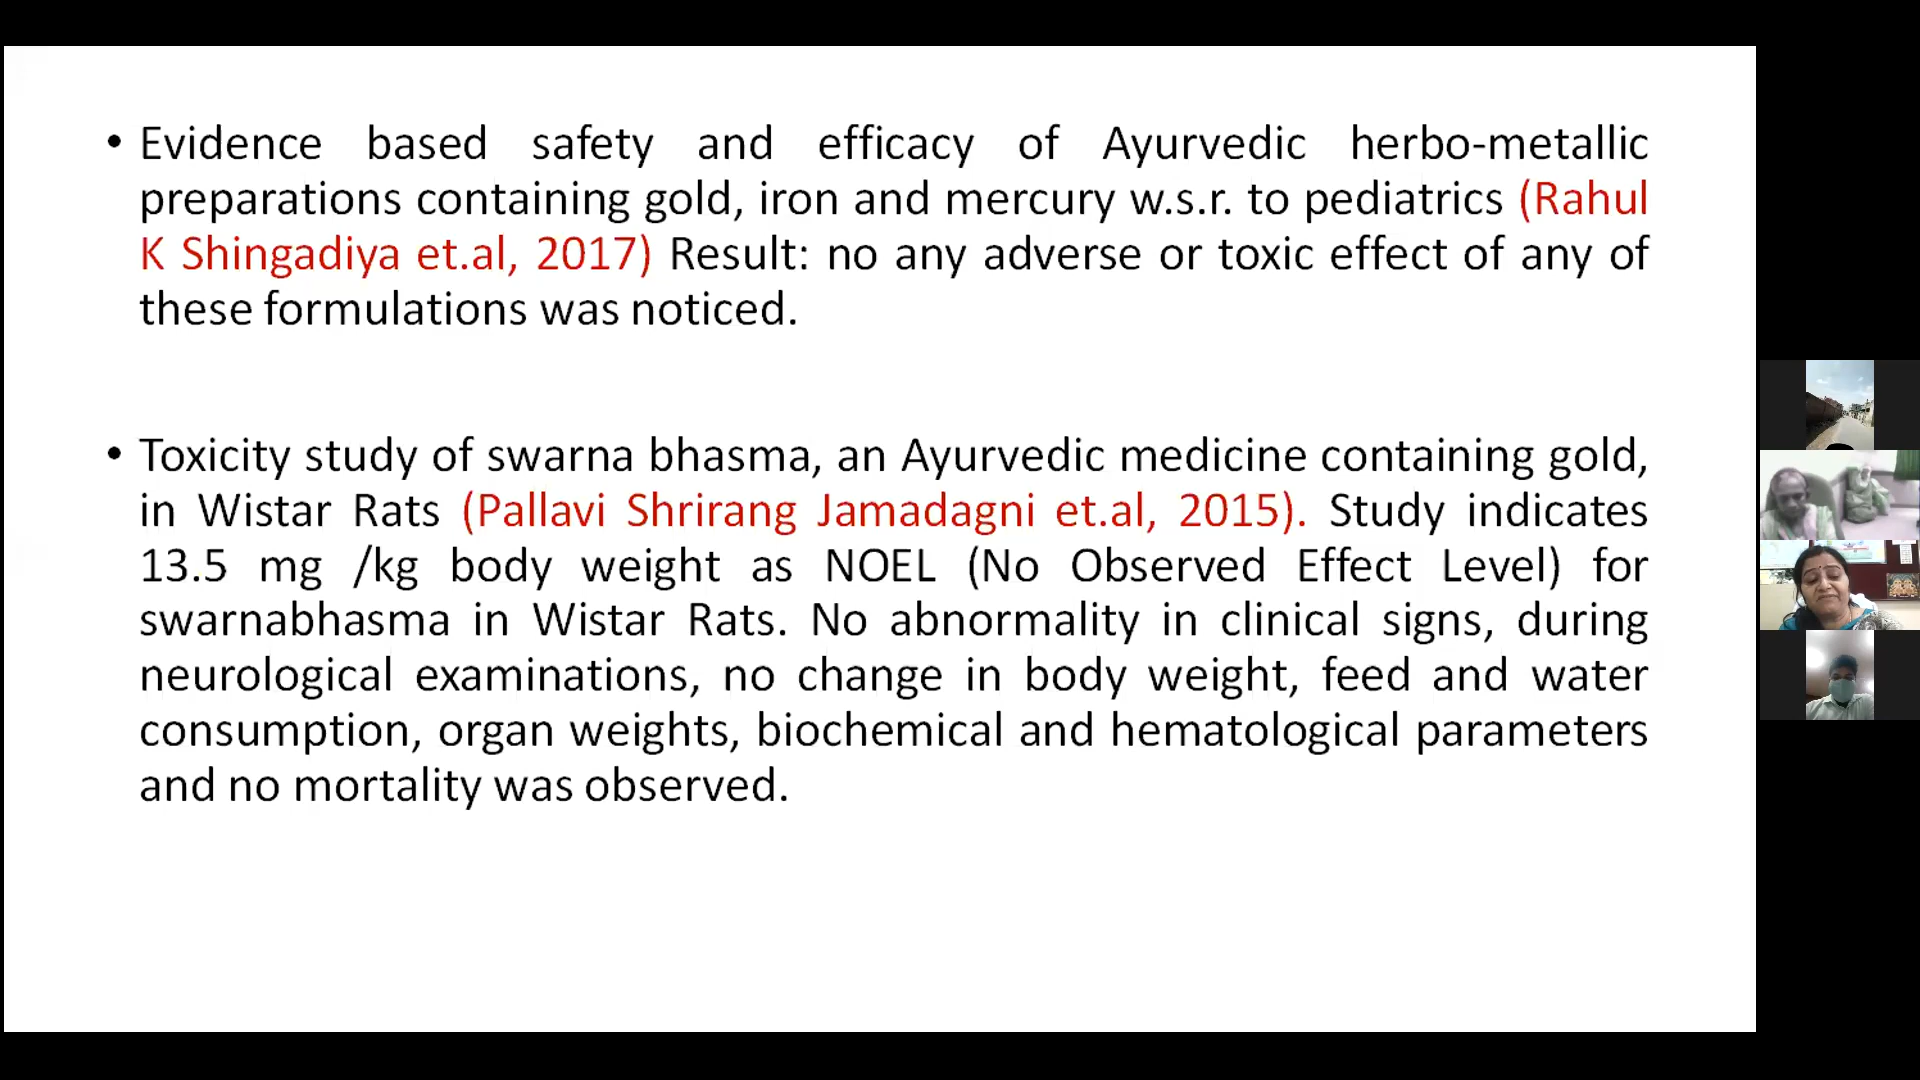 • Evidence based safety and efficacy of Ayurvedic herbo-metallic
preparations containing gold, iron and mercury w.s.r. to pediatrics (Rahul
K Shingadiya et.al, 2017) Result: no any adverse or toxic effect of any of
these formulations was noticed.
• Toxicity study of swarna bhasma, an Ayurvedic medicine containing gold,
in Wistar Rats (Pallavi Shrirang Jamadagni et.al, 2015). Study indicates
13.5 mg /kg body weight as NOEL (No Observed Effect Level) for
swarnabhasma in Wistar Rats. No abnormality in clinical signs, during
neurological examinations, no change in body weight, feed and water
consumption, organ weights, biochemical and hematological parameters
and no mortality was observed.